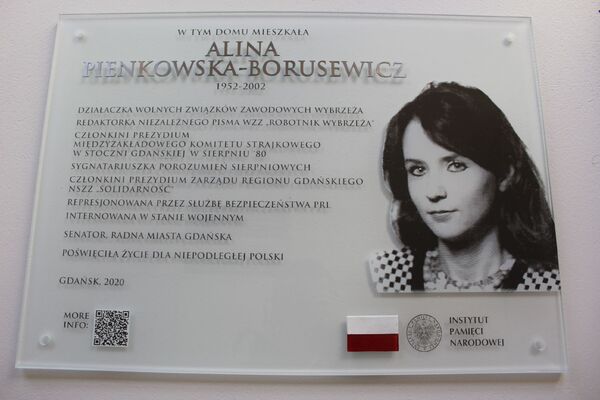 W TYM DOMU MIESZKAŁA
ALINA
PIENKOWSKA-BORUSEWICZ
1952-2002
DZIAŁACZKA WOLNYCH ZWIĄZKÓW ZAWODOWYCH WYBRZEŻA
REDAKTORKA NIEZALEŻNEGO PISMA WZZ „ROBOTNIK WYBRZEŻA”
CZŁONKINI PREZYDIUM
MIĘDZYZAKŁADOWEGO KOMITETU STRAJKOWEGO
W STOCZNI GDAŃSKIEJ W SIERPNIU '80
SYGNATARIUSZKA POROZUMIEŃ SIERPNIOWYCH
CZŁONKINI PREZYDIUM ZARZĄDU REGIONU GDAŃSKIEGO
NSZZ „SOLIDARNOŚĆ”
REPRESJONOWANA PRZEZ SŁUŻBĘ BEZPIECZEŃSTWA PRL
INTERNOWANA W STANIE WOJENNYM
SENATOR, RADNA MIASTA GDAŃSKA
POŚWIĘCIŁA ŻYCIE DLA NIEPODLEGŁEJ POLSKI
GDAŃSK, 2020
MORE
INFO:
INSTYTUT
PAMIĘCI
NARODOWEJ